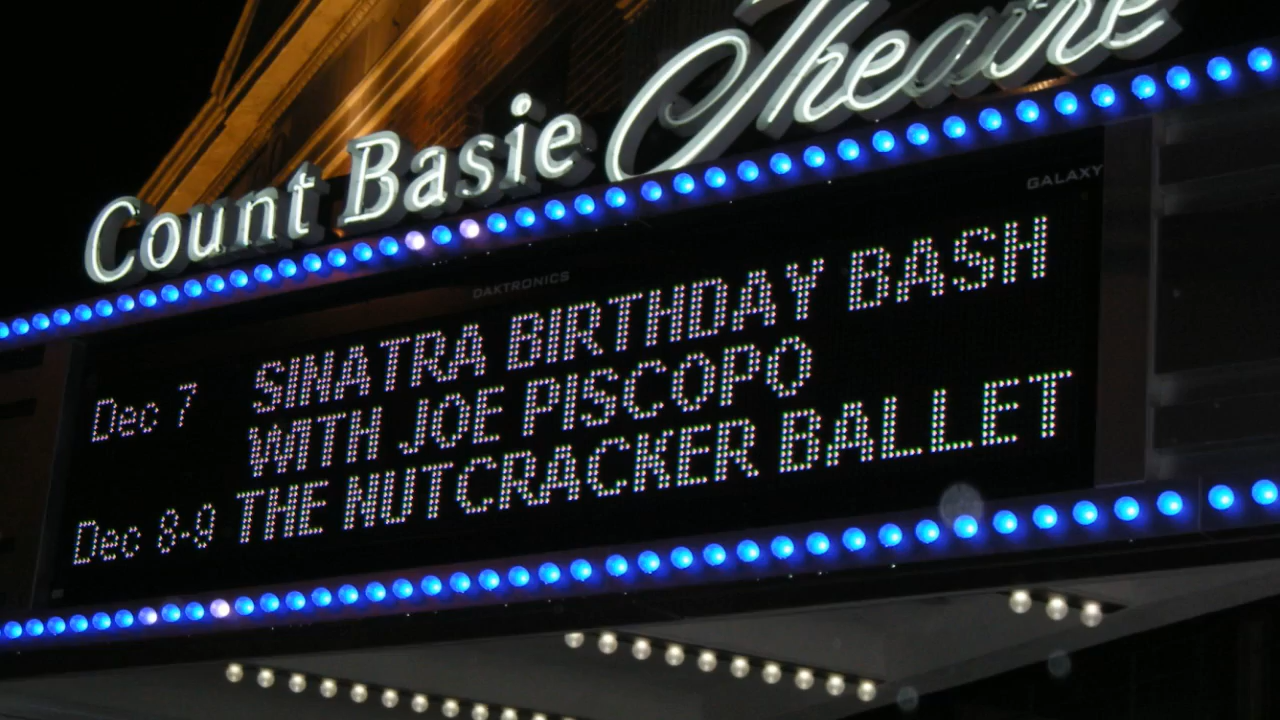 Count Basie Theatre
GALAXY
DAKTRONICS
Dec 7 SINATRA BIRTHDAY BASH
WITH JOE PISCOPO
Dec 8-9 THE NUTCRACKER BALLET